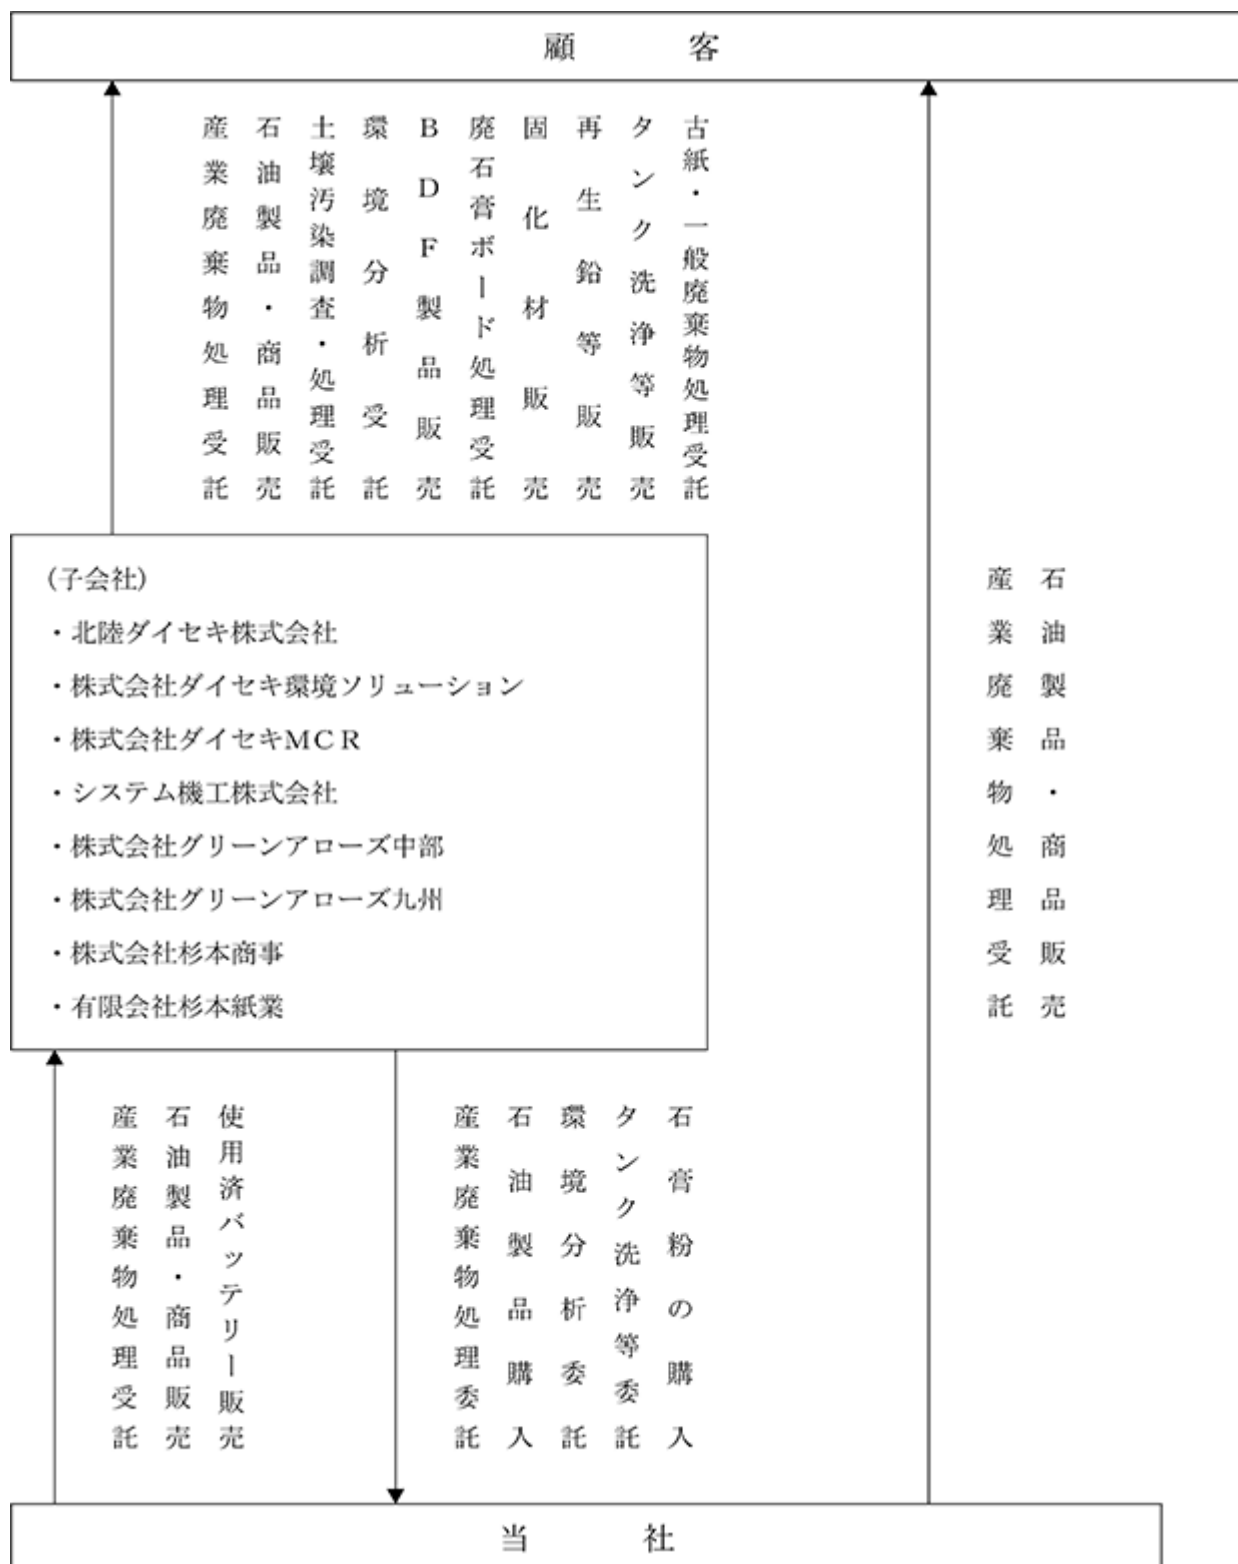 顧客
産業廃棄物処理受託
石油製品・商品販売
土壌汚染調査・処理受託
環境分析受託
BDF製品販売
廃石膏ボード処理受託
固化材販売
再生鉛等販売
タンク洗浄等販売
古紙・一般廃棄物処理受託
(子会社)
・北陸ダイセキ株式会社
・株式会社ダイセキ環境ソリューション
・株式会社ダイセキMCR
・システム機工株式会社
・株式会社グリーンアローズ中部
・株式会社グリーンアローズ九州
・株式会社杉本商事
・有限会社杉本紙業
産業廃棄物処理受託
石油製品・商品販売
産業廃棄物処理受託
石油製品・商品販売
使用済バッテリー販売
産業廃棄物処理委託
石油製品購入
環境分析委託
タンク洗浄等委託
石膏粉の購入
当社